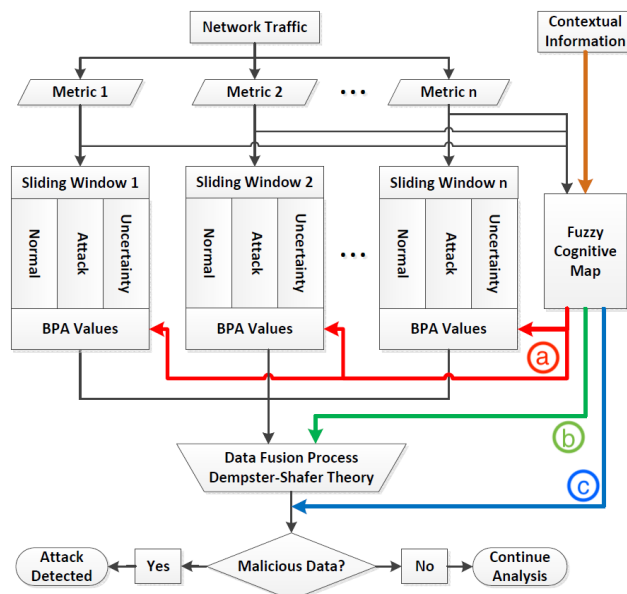 Network Traffic
Contextual
Information
Metric 1
Metric 2
•••
Metric n
Sliding Window 1
Sliding Window 2
Sliding Window n
Normal
Attack
Uncertainty
Normal
Attack
Uncertainty
•••
Normal
Attack
Uncertainty
Fuzzy
Cognitive
Map
BPA Values
BPA Values
BPA Values
a
b
Data Fusion Process
Dempster-Shafer Theory
c
Attack
Detected
Yes
Malicious Data?
No
Continue
Analysis